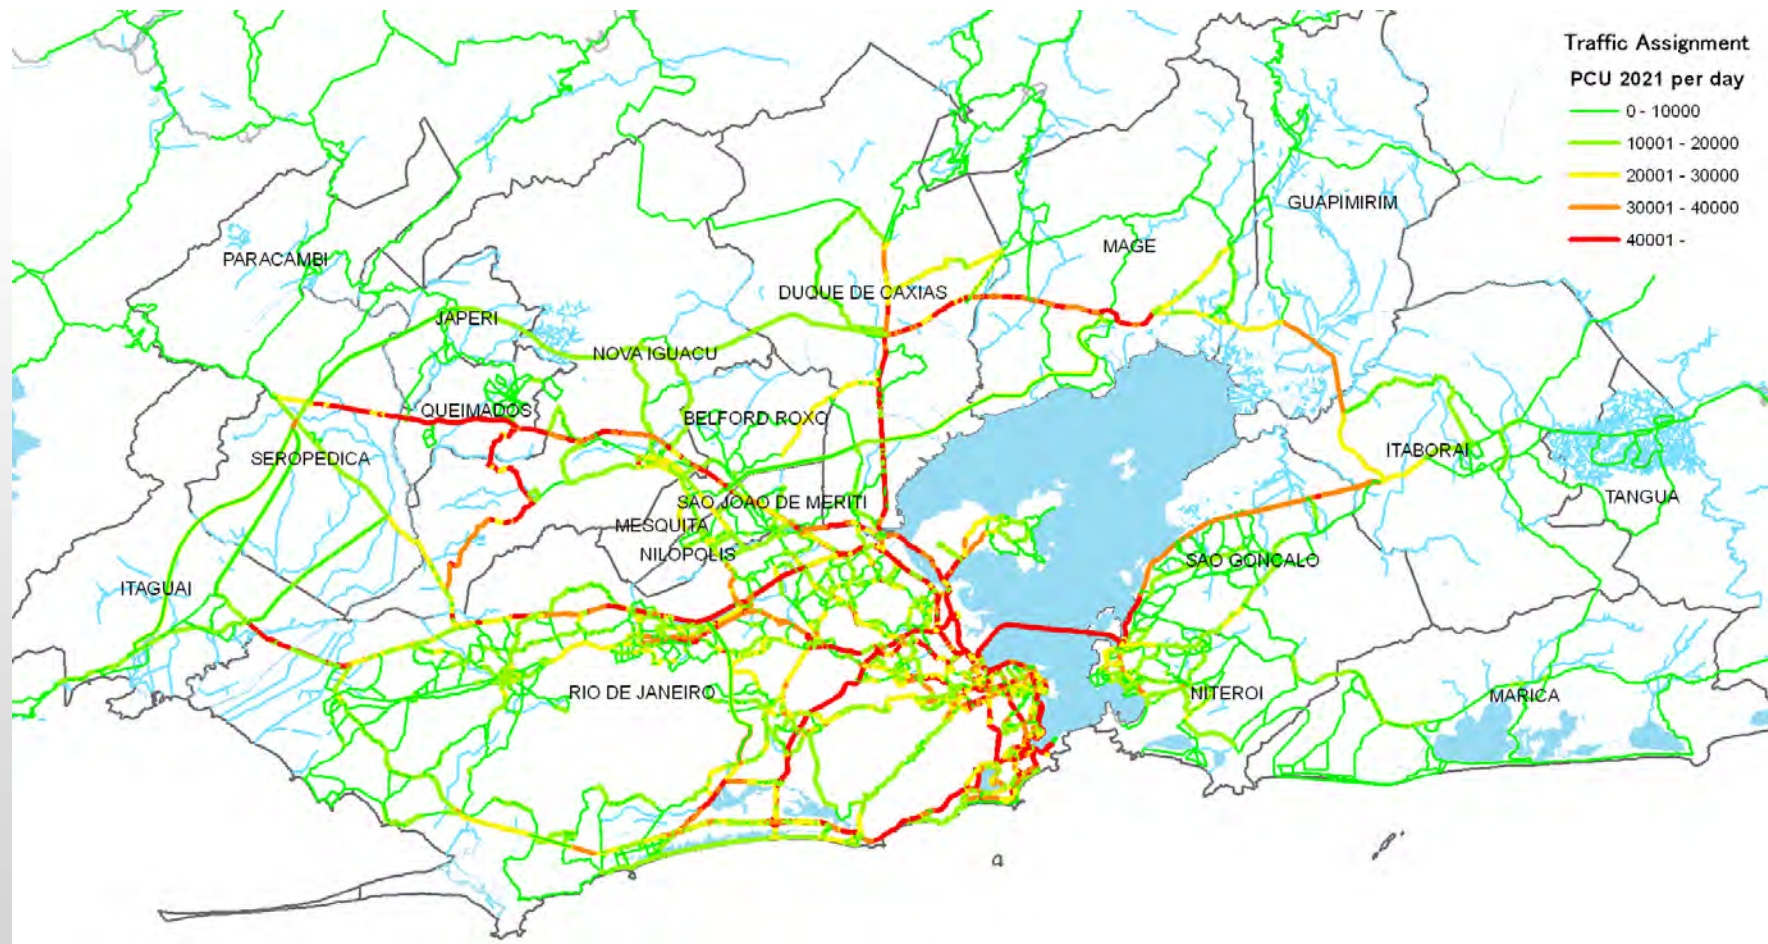 Traffic Assignment
PCU 2021 per day
0 - 10000
10001 - 20000
20001 - 30000
30001 - 40000
40001 -
GUAPIMIRIM
MAGE
PARACAMBI
DUQUE DE CAXIAS
JAPERI
NOVA IGUACU
QUEIMADOS
BELFORD ROXO
SEROPEDICA
ITABORAI
TANGUA
SAO JOAO DE MERITI
MESQUITA
NILOPOLIS
SAO GONCALO
ITAGUAI
RIO DE JANEIRO
NITEROI
MARICA